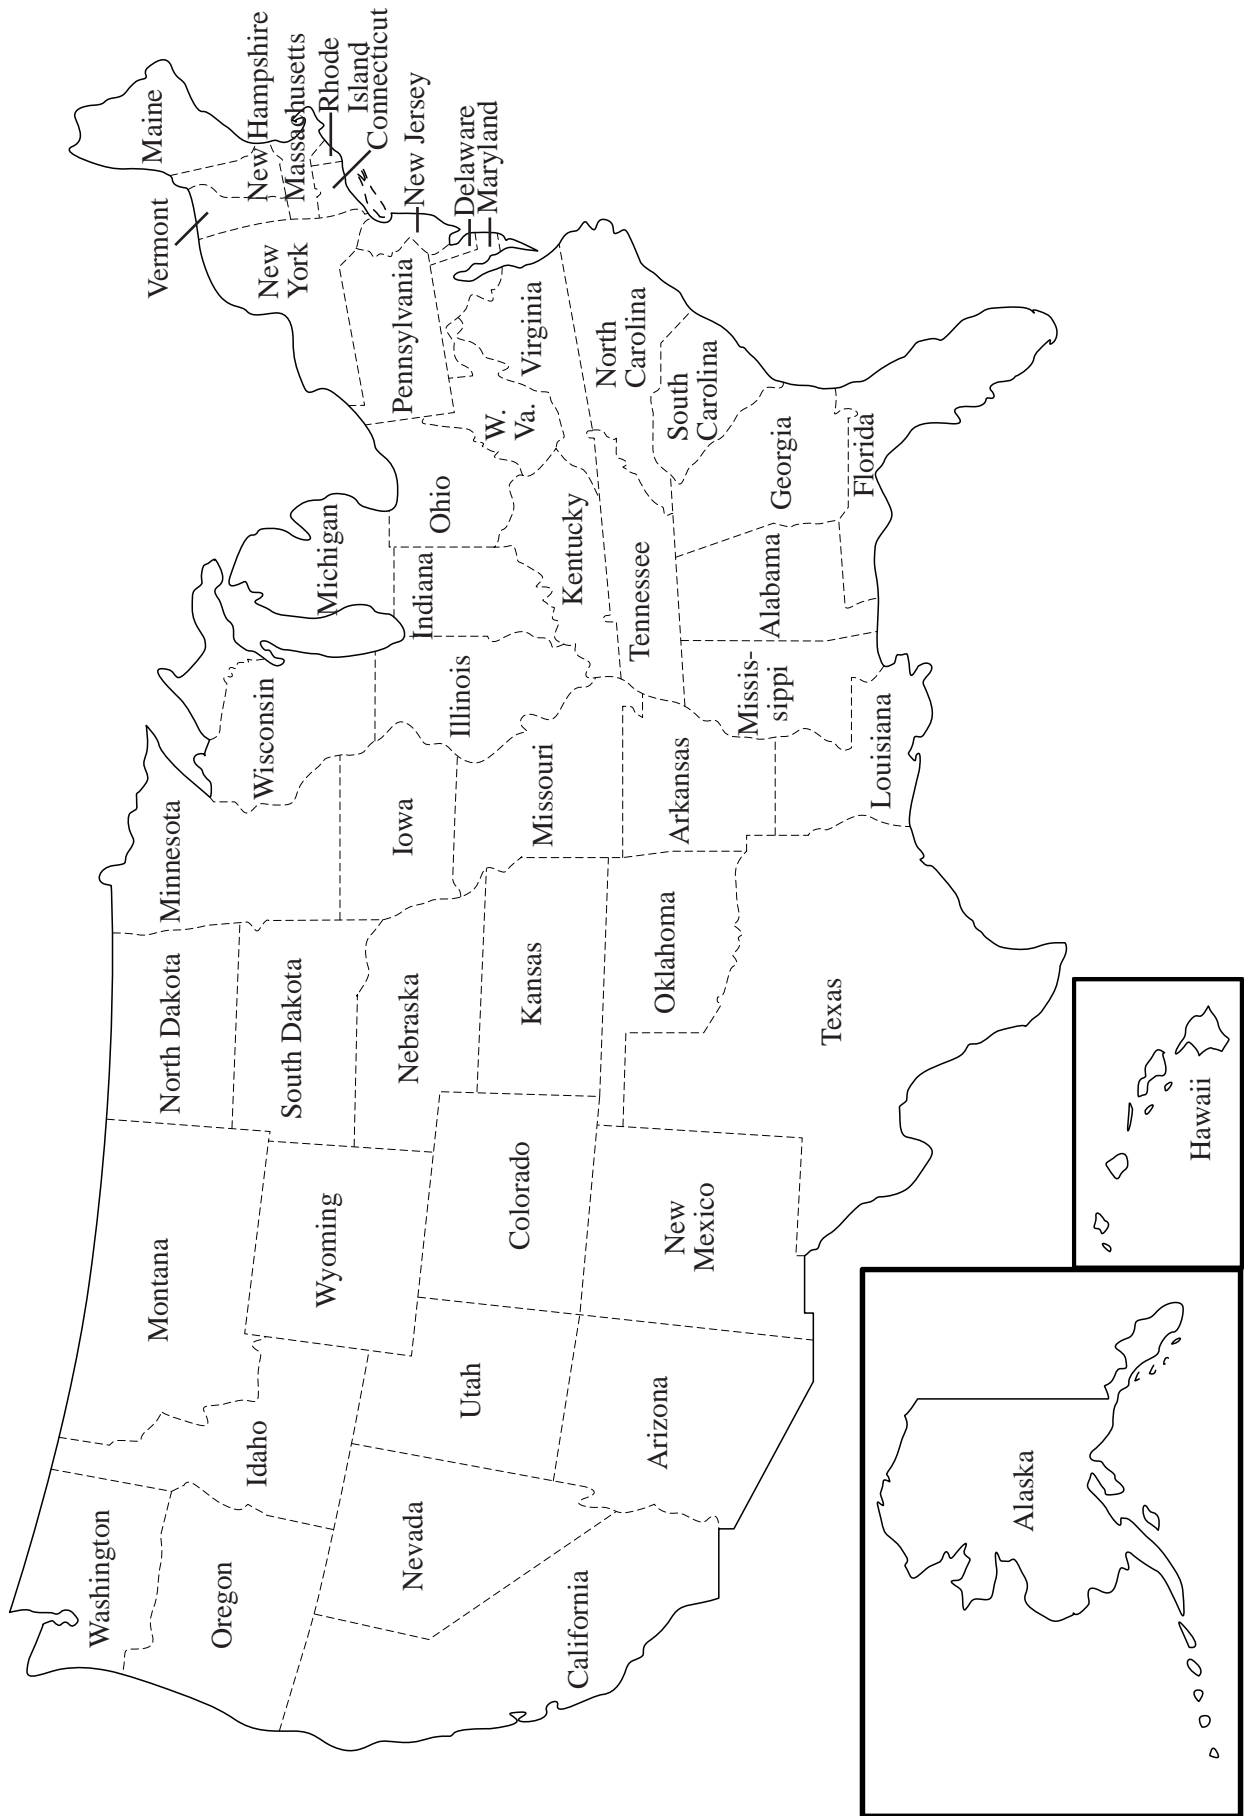 Washington
Oregon
California
Nevada
Idaho
Montana
Wyoming
Utah
Arizona
Colorado
New
Mexico
North Dakota
South Dakota
Nebraska
Kansas
Oklahoma
Texas
Minnesota
Iowa
Missouri
Arkansas
Louisiana
Wisconsin
Illinois
Missis-
sippi
Michigan
Indiana
Ohio
Kentucky
Tennessee
Alabama
Georgia
Florida
South
Carolina
North
Carolina
Virginia
W.
Va.
Pennsylvania
New
York
Vermont
Maine
New Hampshire
Massachusetts
Rhode
Island
Connecticut
New Jersey
Delaware
Maryland
Alaska
Hawaii